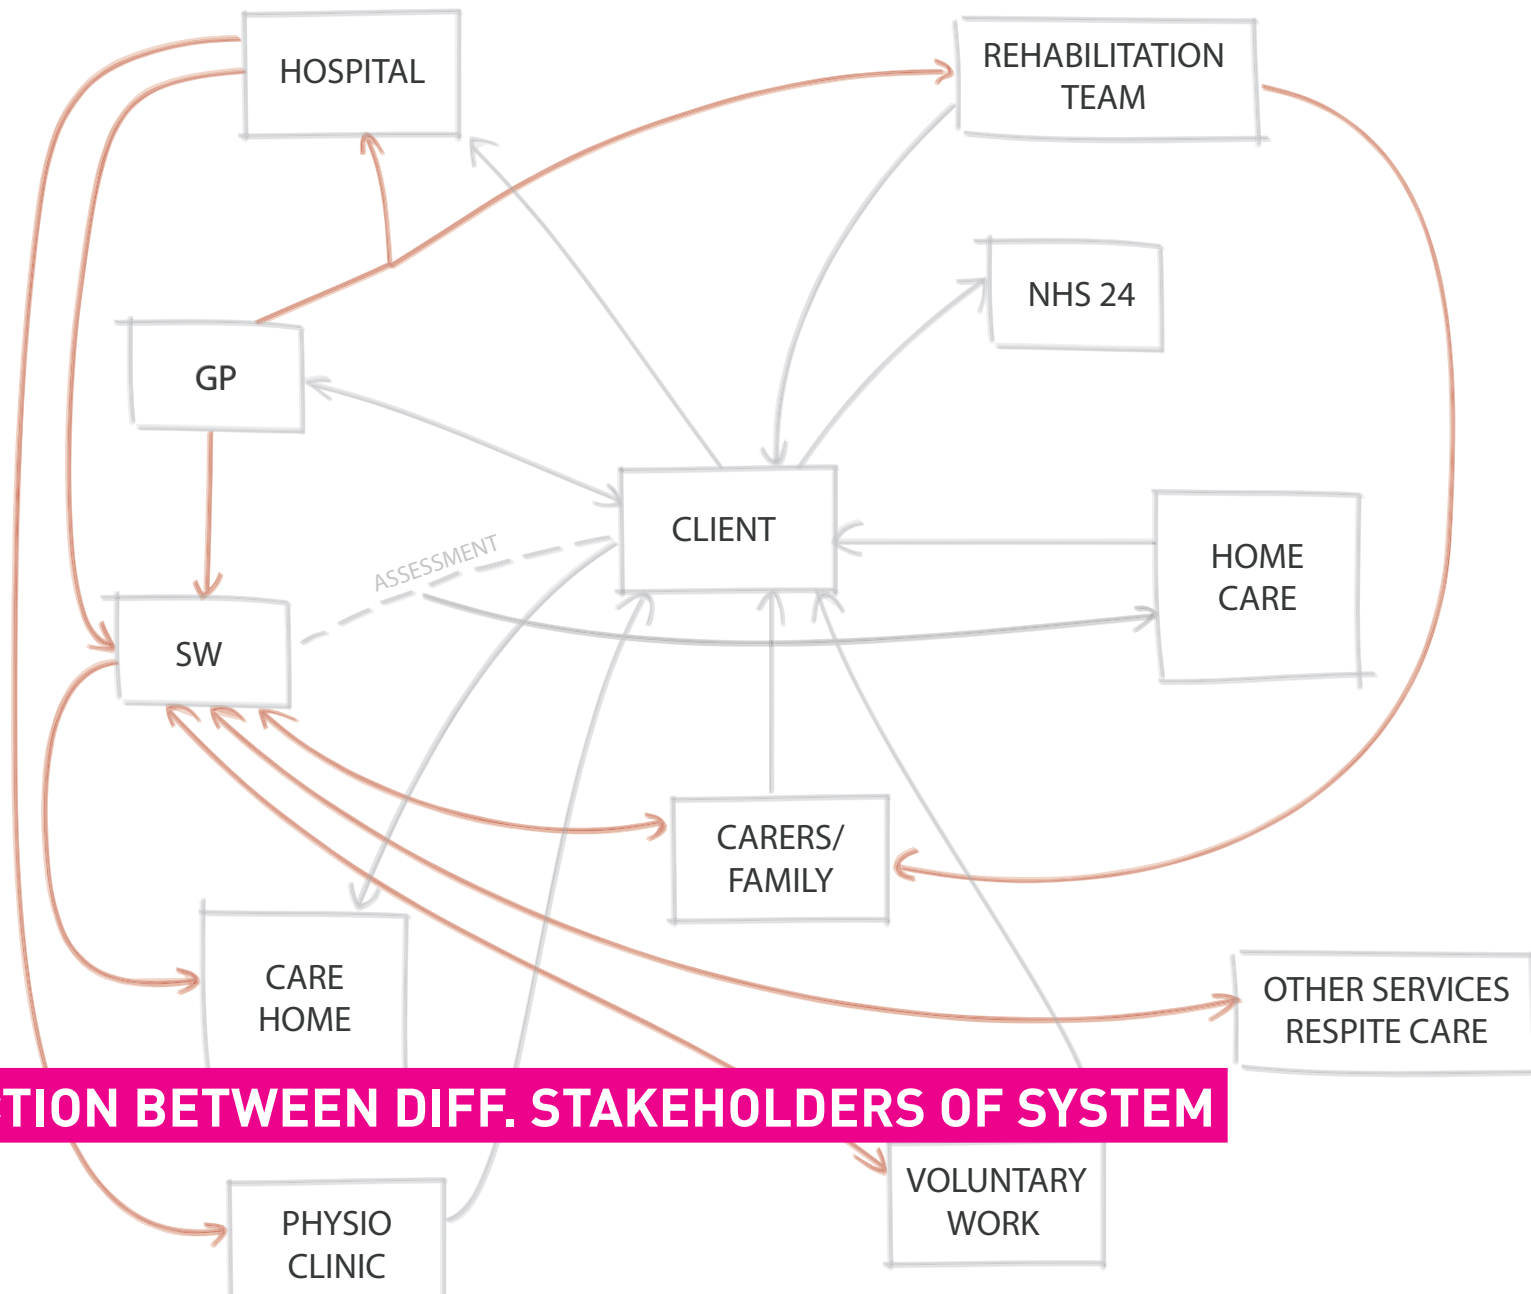 HOSPITAL
REHABILITATION
TEAM
NHS 24
GP
CLIENT
ASSESSMENT
HOME
CARE
SW
CARERS/
FAMILY
CARE
HOME
OTHER SERVICES
RESPITE CARE
BETWEEN DIFF. STAKEHOLDERS OF SYSTEM
VOLUNTARY
WORK
PHYSIO
CLINIC